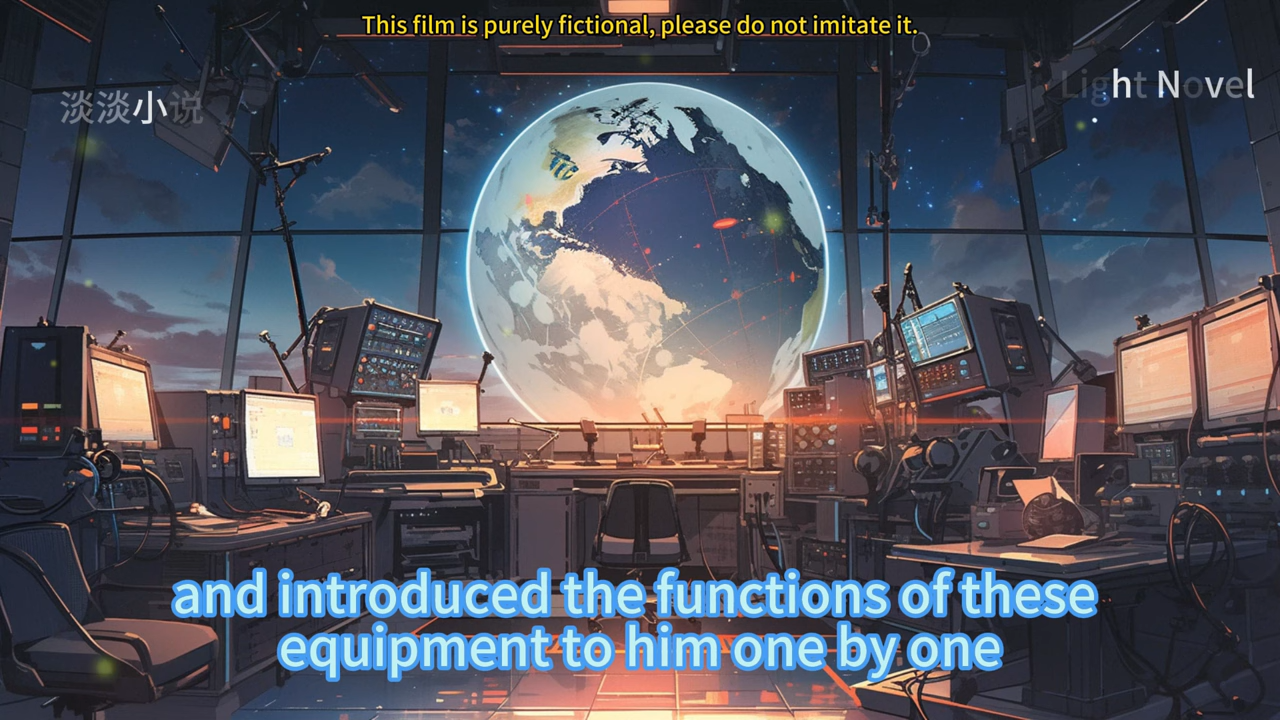 This film is purely fictional, please do not imitate it.
淡淡小说
Light Novel
and introduced the functions of these
equipment to him one by one